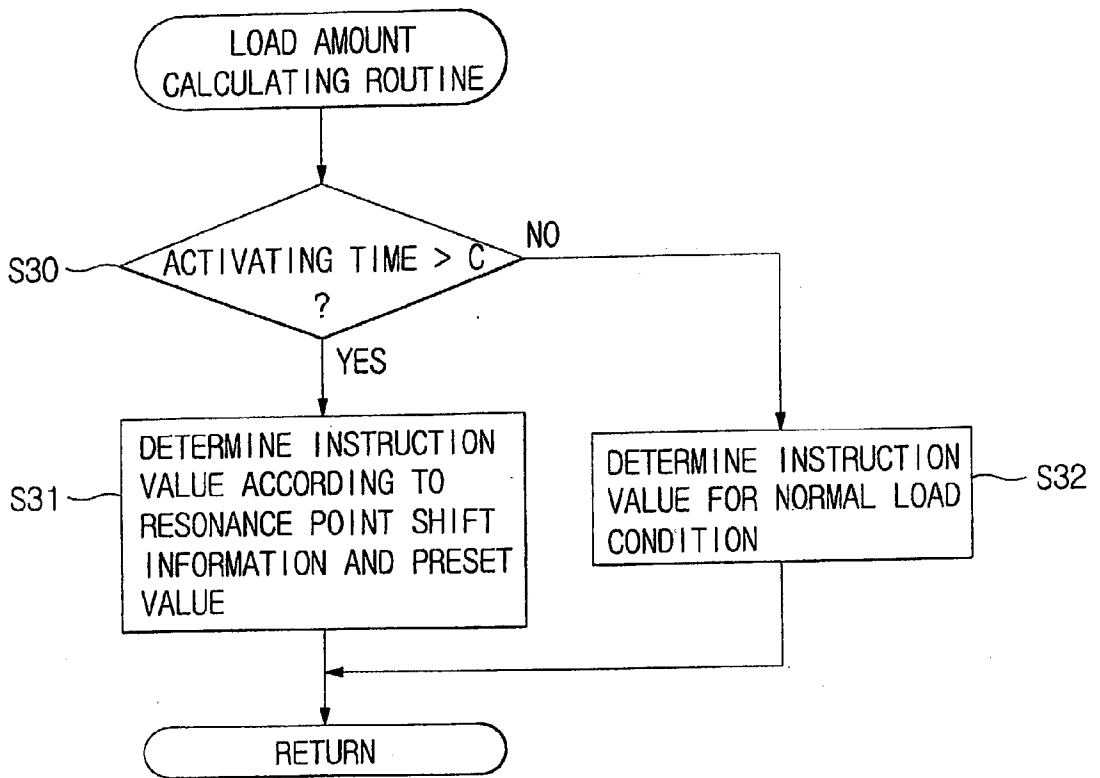 LOAD AMOUNT
CALCULATING ROUTINE
S30
ACTIVATING TIME > C
?
NO
YES
S31
DETERMINE INSTRUCTION
VALUE ACCORDING TO
RESONANCE POINT SHIFT
INFORMATION AND PRESET
VALUE
DETERMINE INSTRUCTION
VALUE FOR NORMAL LOAD
CONDITION
S32
RETURN